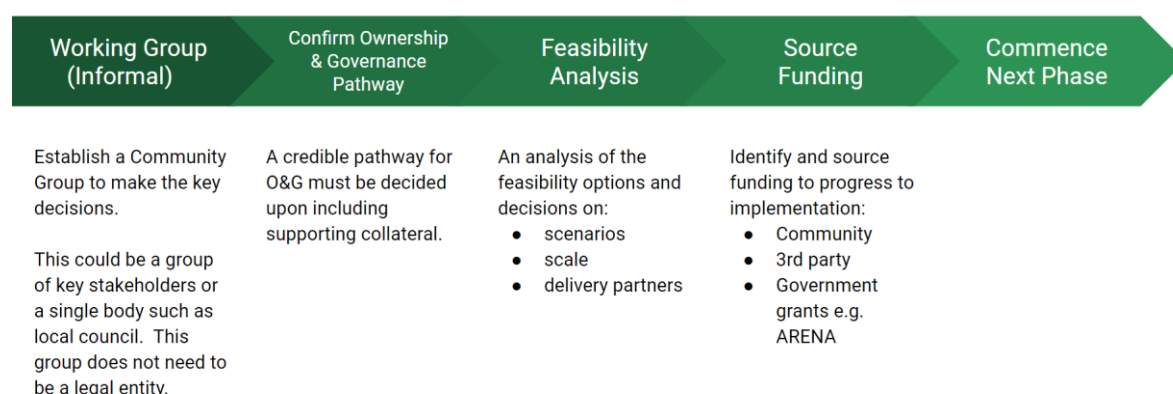 Working Group
(Informal)
Confirm Ownership
& Governance
Pathway
Feasibility
Analysis
Source
Funding
Commence
Next Phase
Establish a Community
Group to make the key
decisions.
This could be a group
of key stakeholders or
a single body such as
local council.  This
group does not need to
be a legal entity.
A credible pathway for
O&G must be decided
upon including
supporting collateral.
An analysis of the
feasibility options and
decisions on:
● scenarios
● scale
● delivery partners
Identify and source
funding to progress to
implementation:
● Community
● 3rd party
● Government
grants e.g.
ARENA